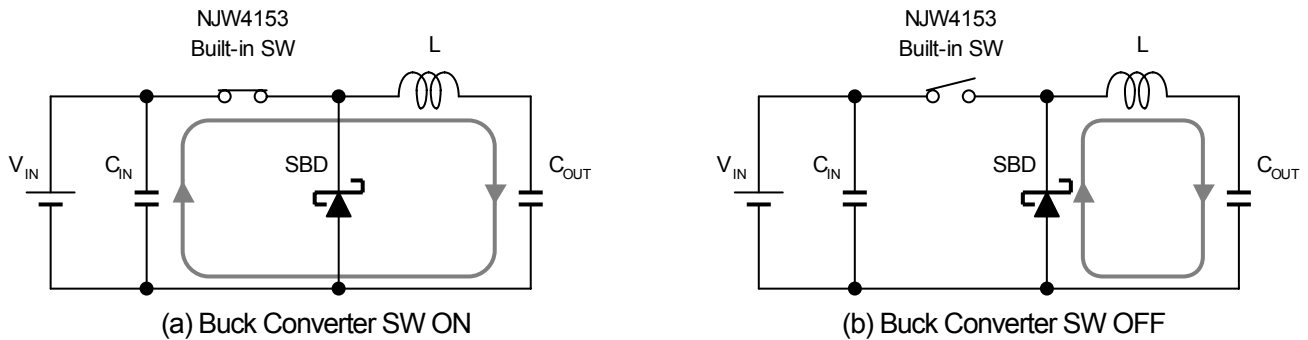 NJW4153
Built-in SW
L
V_IN
C_IN
SBD
C_OUT
(a) Buck Converter SW ON
NJW4153
Built-in SW
L
V_IN
C_IN
SBD
C_OUT
(b) Buck Converter SW OFF